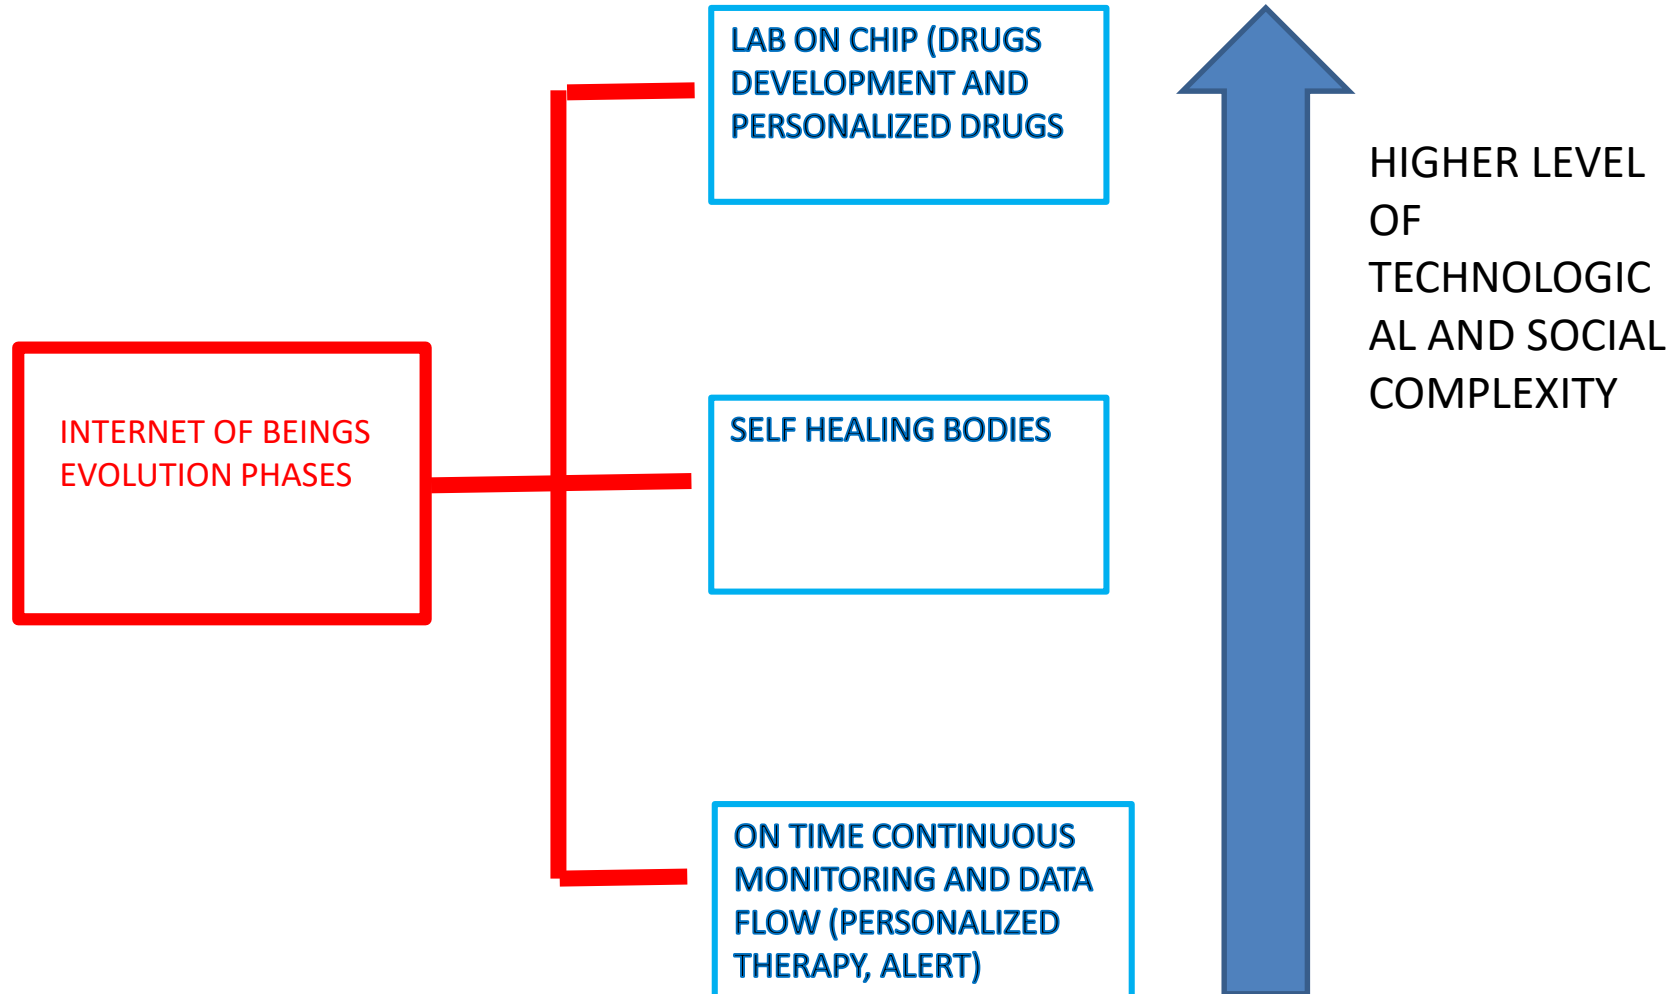 LAB ON CHIP (DRUGS
DEVELOPMENT AND
PERSONALIZED DRUGS
HIGHER LEVEL
OF
TECHNOLOGIC
AL AND SOCIAL
COMPLEXITY
INTERNET OF BEINGS
EVOLUTION PHASES
SELF HEALING BODIES
ON TIME CONTINUOUS
MONITORING AND DATA
FLOW (PERSONALIZED
THERAPY, ALERT)